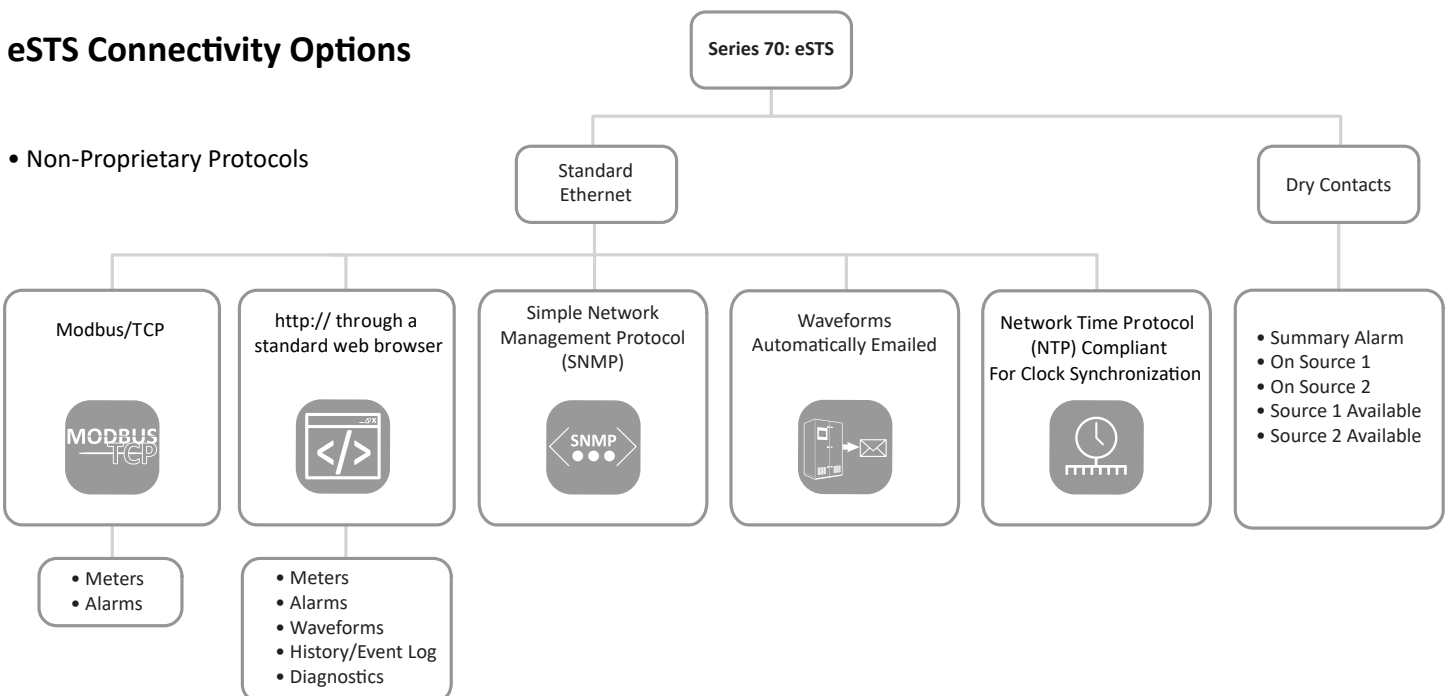 eSTS Connectivity Options
Series 70: eSTS
• Non-Proprietary Protocols
Standard
Ethernet
Dry Contacts
Modbus/TCP
MODBUS
TCP
http:// through a
standard web browser
</>
Simple Network
Management Protocol
(SNMP)
SNMP
Waveforms
Automatically Emailed
Network Time Protocol
(NTP) Compliant
For Clock Synchronization
• Summary Alarm
• On Source 1
• On Source 2
• Source 1 Available
• Source 2 Available
• Meters
• Alarms
• Meters
• Alarms
• Waveforms
• History/Event Log
• Diagnostics